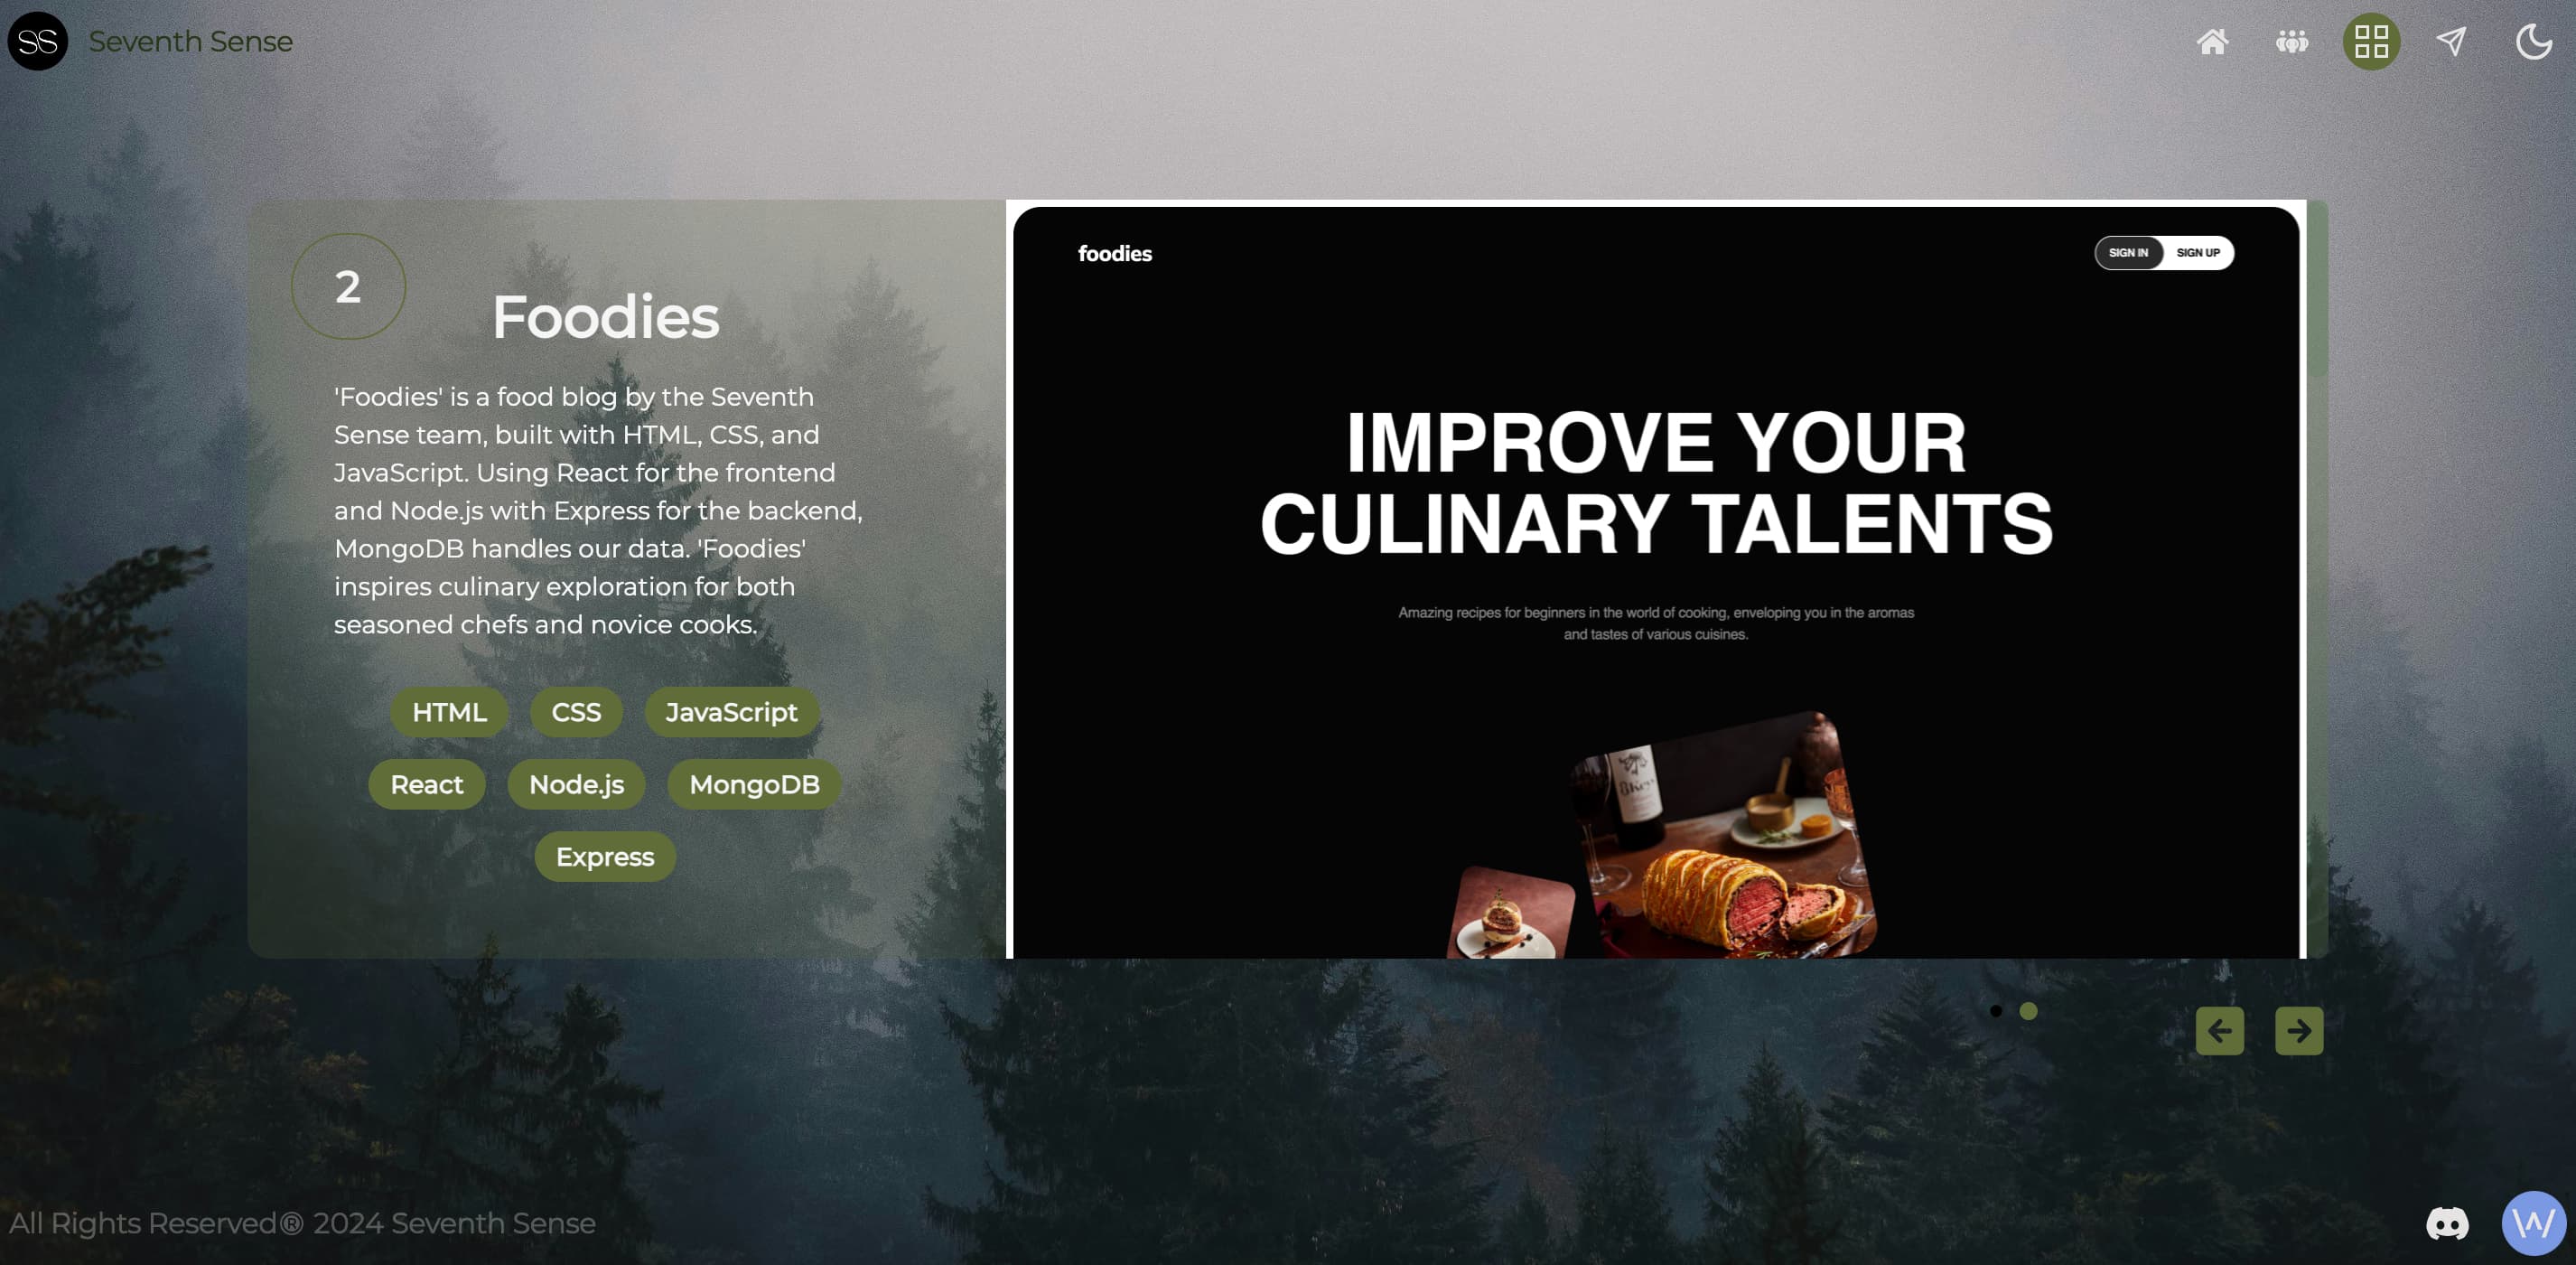 SS Seventh Sense
2
Foodies
'Foodies' is a food blog by the Seventh
Sense team, built with HTML, CSS, and
JavaScript. Using React for the frontend
and Node.js with Express for the backend,
MongoDB handles our data. 'Foodies'
inspires culinary exploration for both
seasoned chefs and novice cooks.
HTML CSS JavaScript
React Node.js MongoDB
Express
foodies
SIGN IN SIGN UP
IMPROVE YOUR
CULINARY TALENTS
Amazing recipes for beginners in the world of cooking, enveloping you in the aromas
and tastes of various cuisines.
All Rights Reserved® 2024 Seventh Sense
W